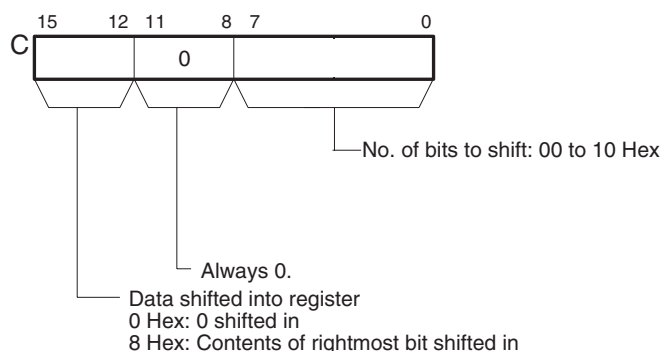 15 12 11 8 7 0
C
0
No. of bits to shift: 00 to 10 Hex
Always 0.
Data shifted into register
0 Hex: 0 shifted in
8 Hex: Contents of rightmost bit shifted in